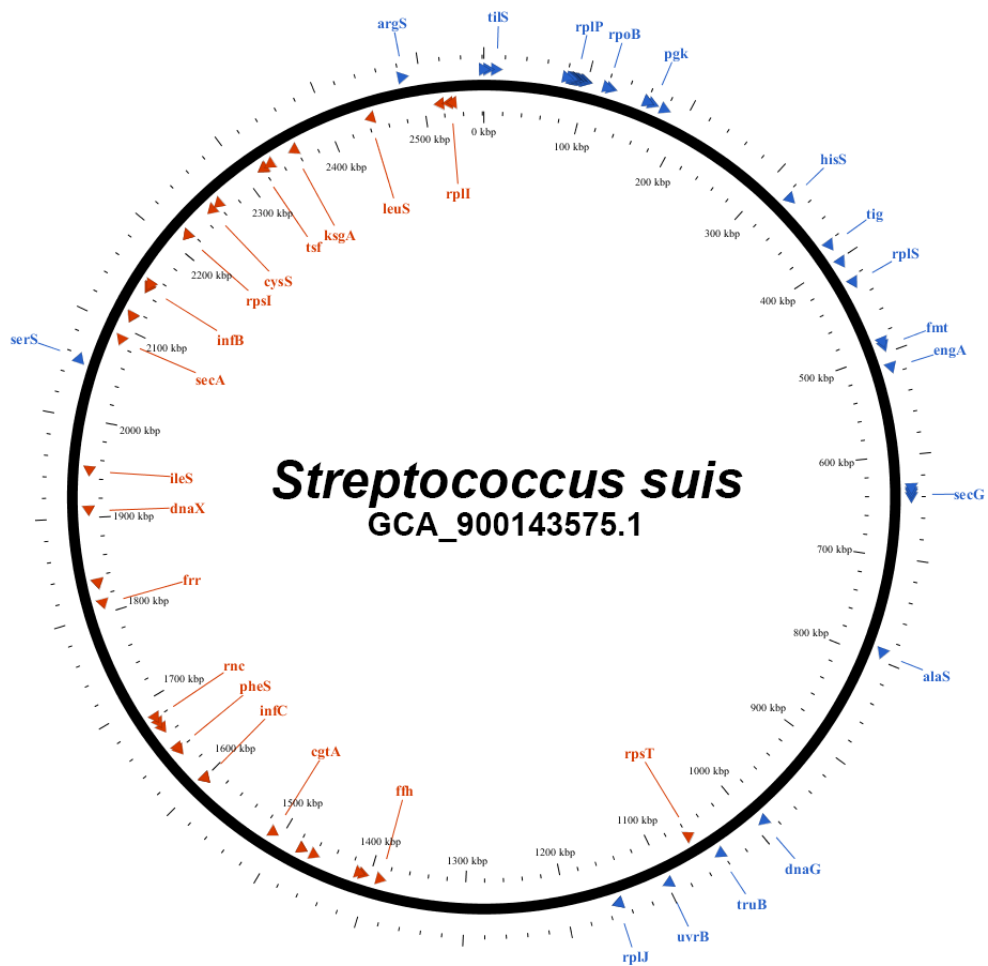 argS
tilS
rplP
rpoB
pgk
hisS
tig
rplS
fmt
engA
secG
alaS
dnaG
truB
uvrB
rplJ
serS
rplI
leuS
ksgA
tsf
cysS
rpsI
infB
secA
ileS
dnaX
frr
rnc
pheS
infC
cgtA
ffh
rpsT
0 kbp
100 kbp
200 kbp
300 kbp
400 kbp
500 kbp
600 kbp
700 kbp
800 kbp
900 kbp
1000 kbp
1100 kbp
1200 kbp
1300 kbp
1400 kbp
1500 kbp
1600 kbp
1700 kbp
1800 kbp
1900 kbp
2000 kbp
2100 kbp
2200 kbp
2300 kbp
2400 kbp
2500 kbp
Streptococcus suis
GCA_900143575.1